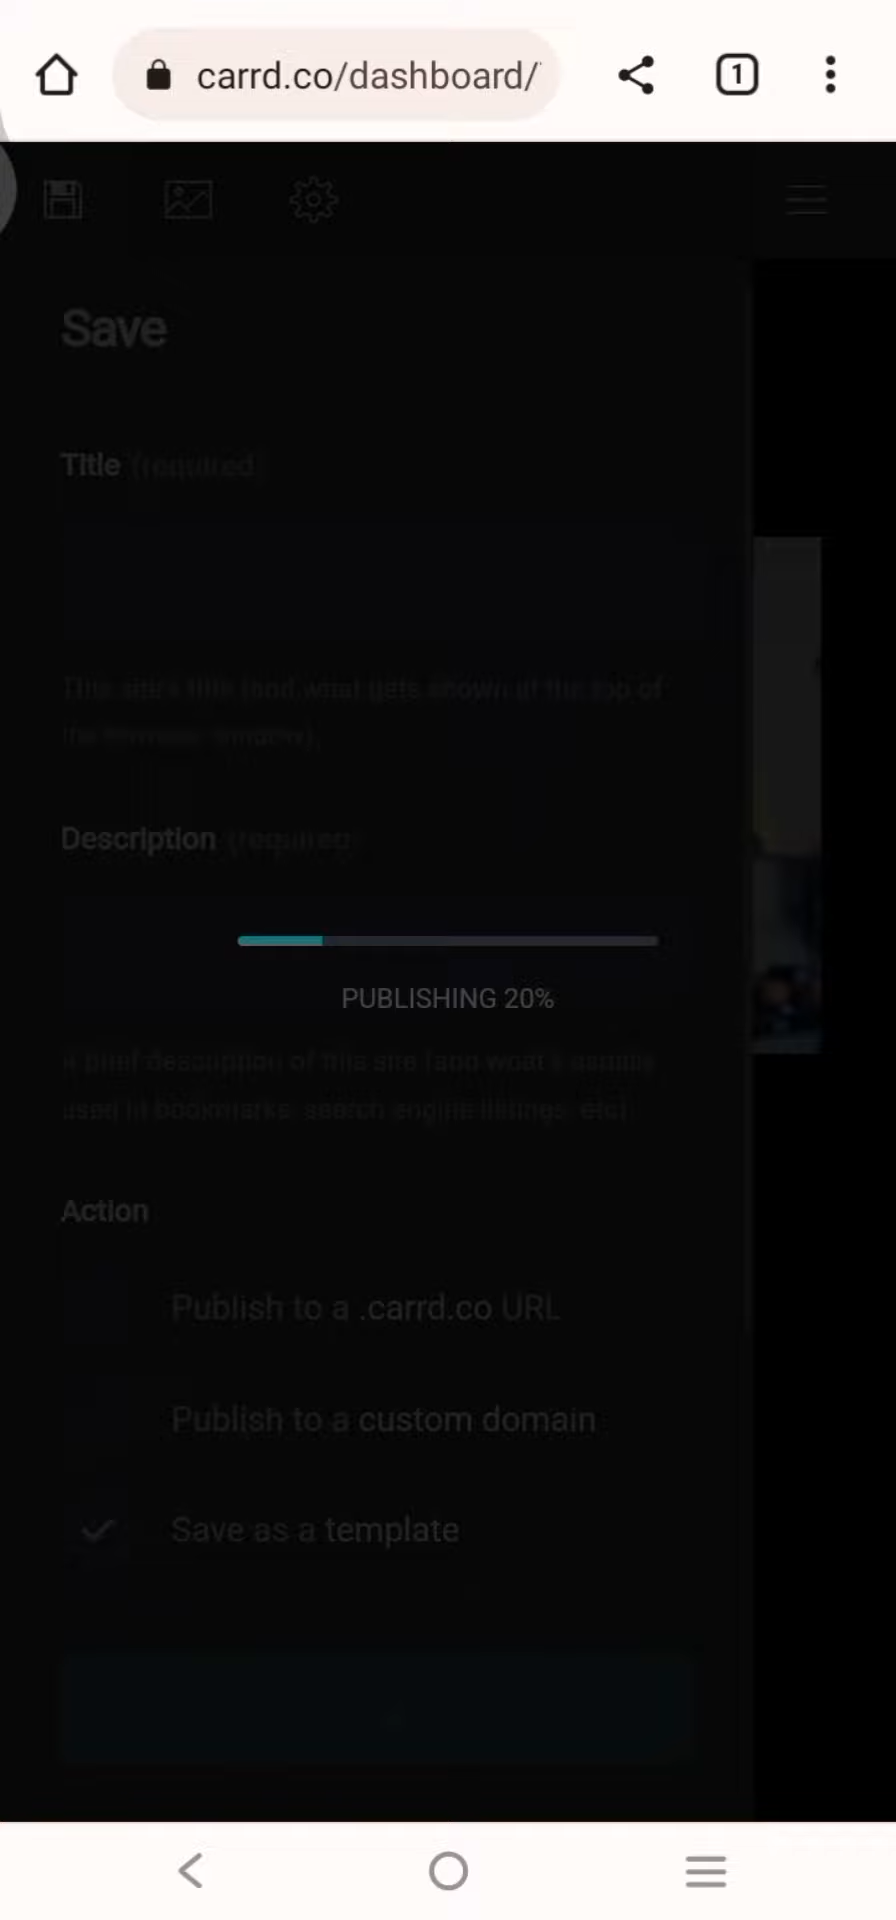 carrd.co/dashboard/
1
Save
Title (required)
This site's title (and what gets shown at the top of
the browser window).
Description (required)
PUBLISHING 20%
A brief description of this site (and what's usually
used in bookmarks, search engine listings, etc).
Action
Publish to a .carrd.co URL
Publish to a custom domain
Save as a template